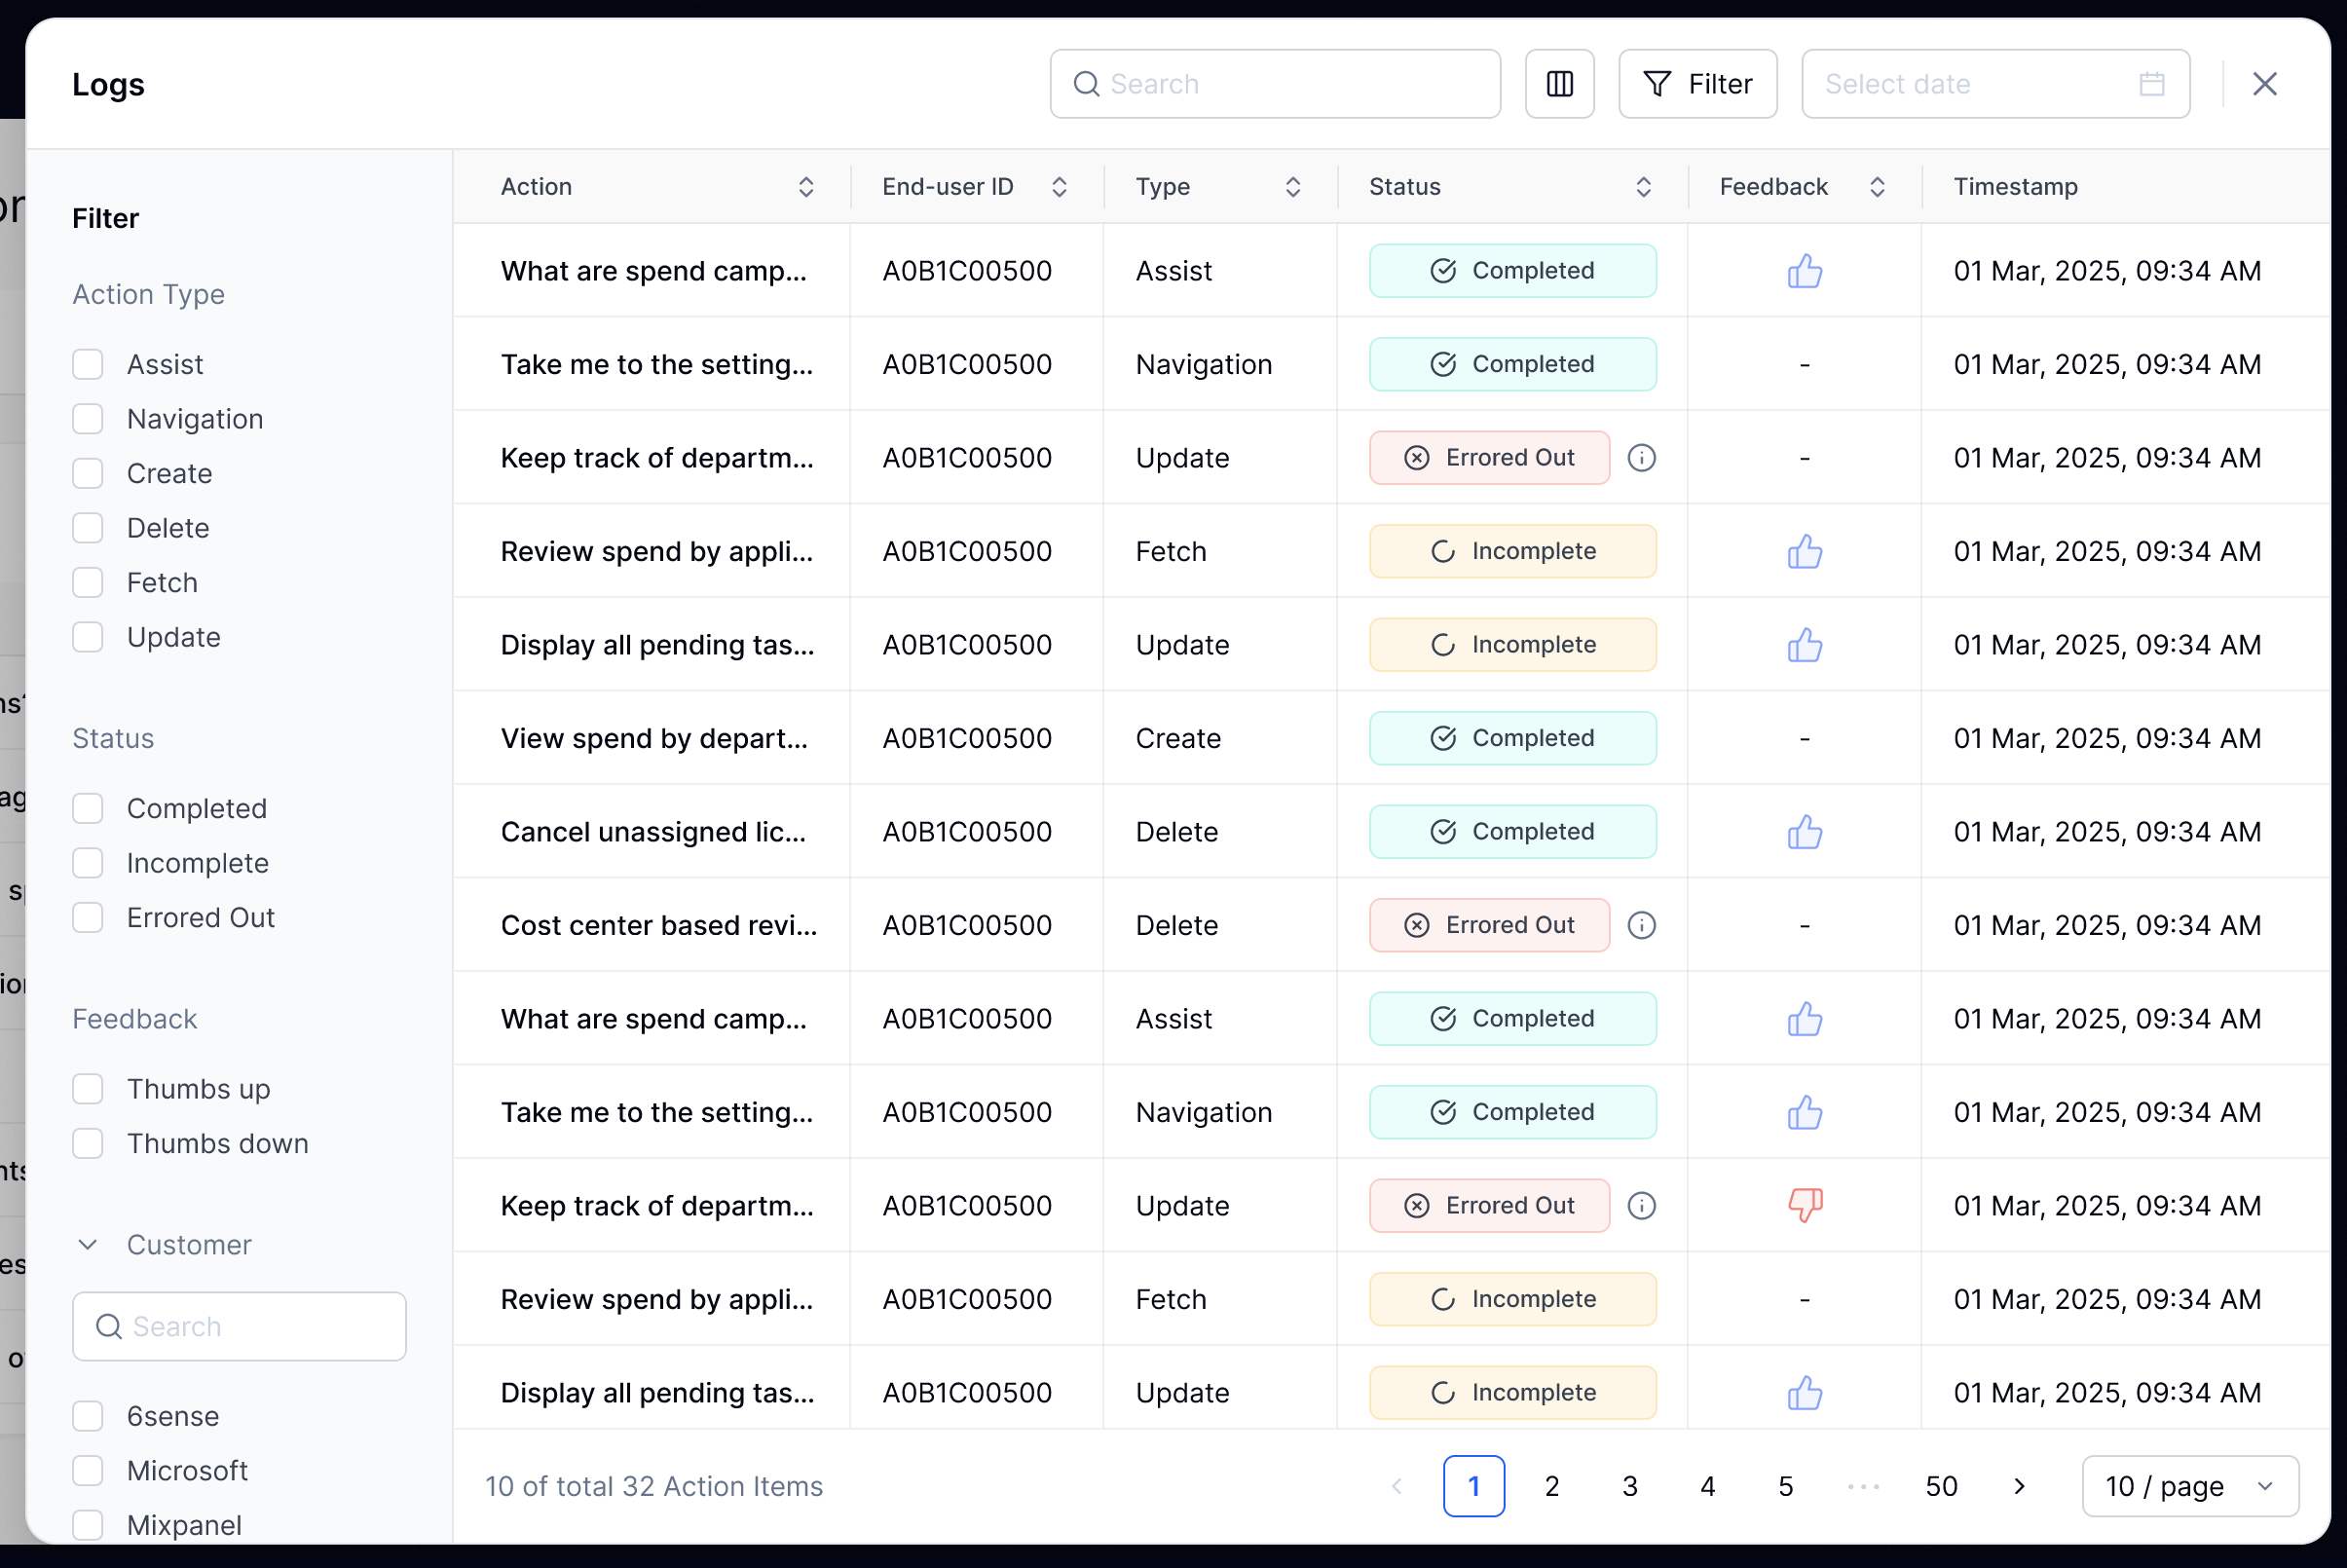 Logs
Search
Filter
Select date
Filter
Action Type
Assist
Navigation
Create
Delete
Fetch
Update
Status
Completed
Incomplete
Errored Out
Feedback
Thumbs up
Thumbs down
Customer
Search
6sense
Microsoft
Mixpanel
Action End-user ID Type Status Feedback Timestamp
What are spend camp... A0B1C00500 Assist Completed 01 Mar, 2025, 09:34 AM
Take me to the setting... A0B1C00500 Navigation Completed - 01 Mar, 2025, 09:34 AM
Keep track of departm... A0B1C00500 Update Errored Out - 01 Mar, 2025, 09:34 AM
Review spend by appli... A0B1C00500 Fetch Incomplete 01 Mar, 2025, 09:34 AM
Display all pending tas... A0B1C00500 Update Incomplete 01 Mar, 2025, 09:34 AM
View spend by depart... A0B1C00500 Create Completed - 01 Mar, 2025, 09:34 AM
Cancel unassigned lic... A0B1C00500 Delete Completed 01 Mar, 2025, 09:34 AM
Cost center based revi... A0B1C00500 Delete Errored Out - 01 Mar, 2025, 09:34 AM
What are spend camp... A0B1C00500 Assist Completed 01 Mar, 2025, 09:34 AM
Take me to the setting... A0B1C00500 Navigation Completed 01 Mar, 2025, 09:34 AM
Keep track of departm... A0B1C00500 Update Errored Out 01 Mar, 2025, 09:34 AM
Review spend by appli... A0B1C00500 Fetch Incomplete - 01 Mar, 2025, 09:34 AM
Display all pending tas... A0B1C00500 Update Incomplete 01 Mar, 2025, 09:34 AM
10 of total 32 Action Items
1 2 3 4 5 ··· 50
10 / page